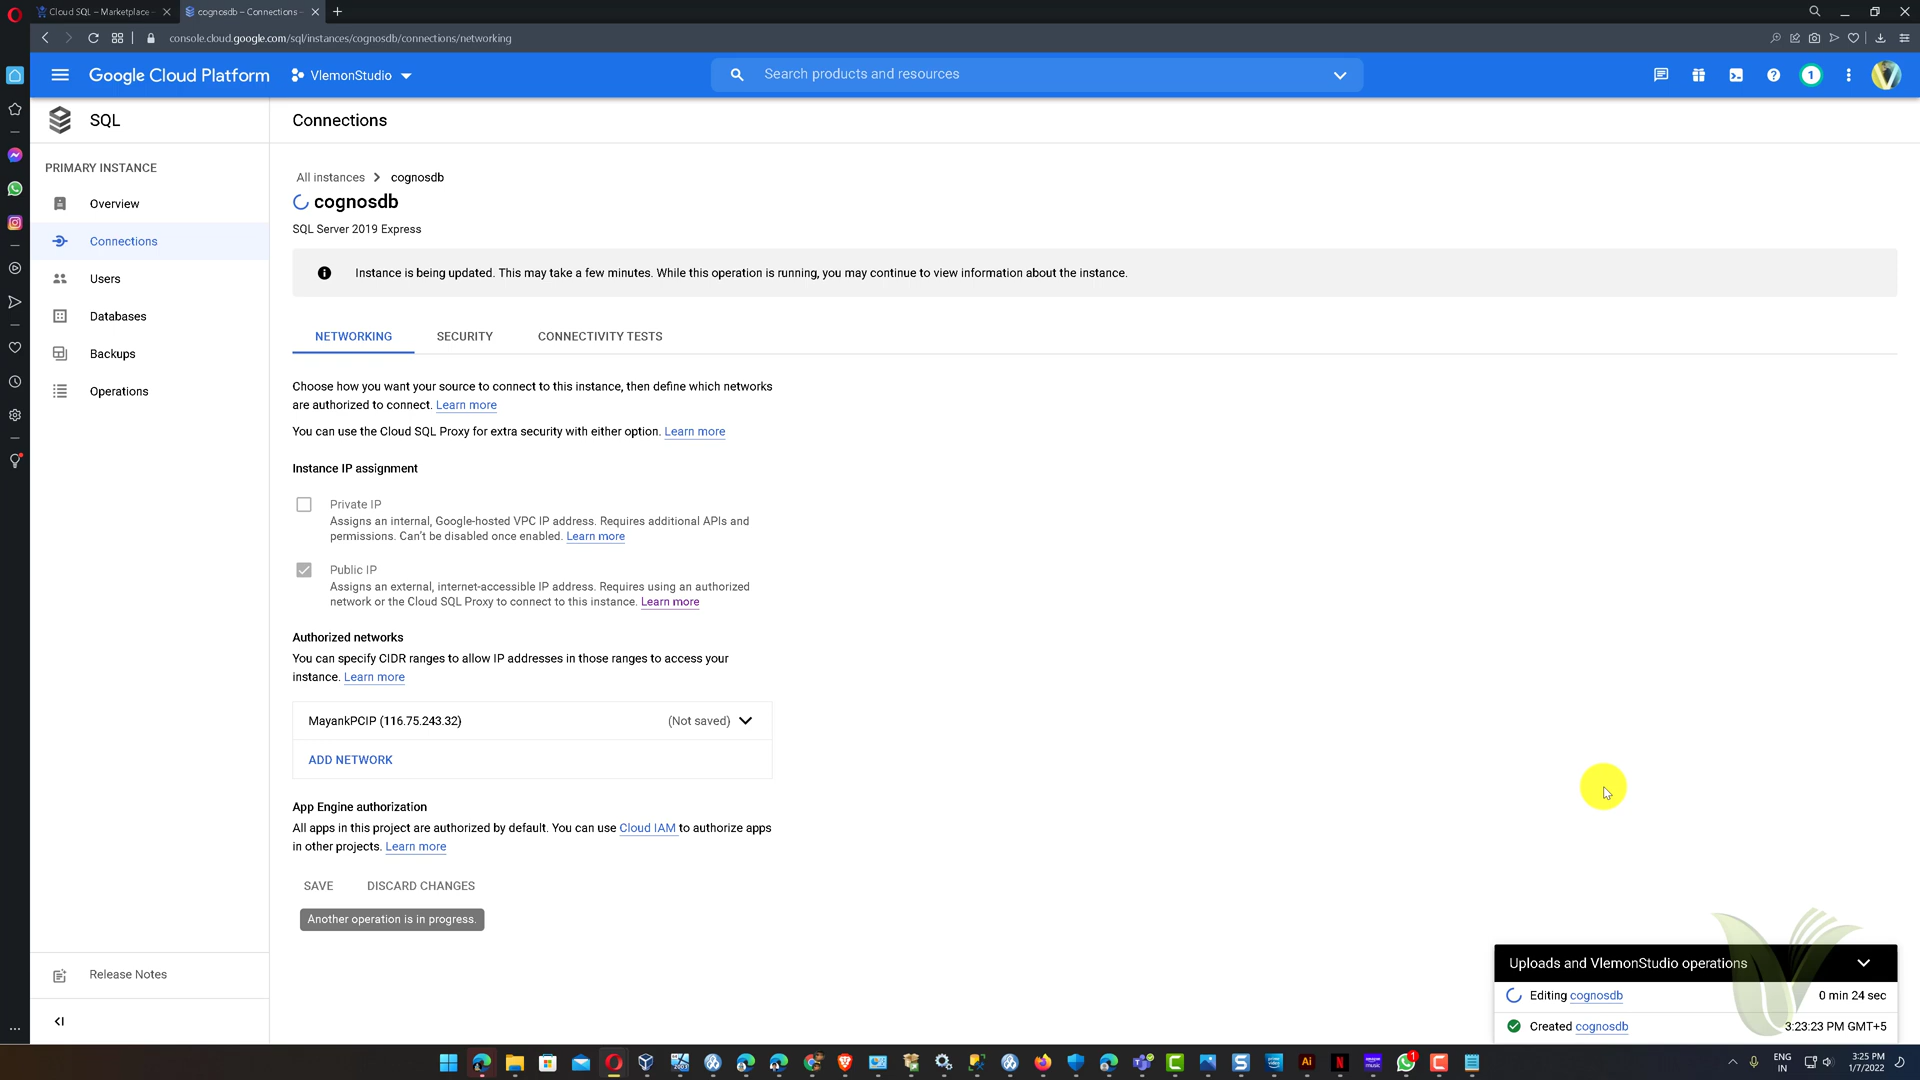 Cloud SQL – Marketplace –
cognosdb – Connections –
console.cloud.google.com/sql/instances/cognosdb/connections/networking
Google Cloud Platform
VlemonStudio
Search products and resources
1
SQL
Connections
PRIMARY INSTANCE
Overview
Connections
Users
Databases
Backups
Operations
Release Notes
All instances
cognosdb
cognosdb
SQL Server 2019 Express
Instance is being updated. This may take a few minutes. While this operation is running, you may continue to view information about the instance.
NETWORKING
SECURITY
CONNECTIVITY TESTS
Choose how you want your source to connect to this instance, then define which networks
are authorized to connect. Learn more
You can use the Cloud SQL Proxy for extra security with either option. Learn more
Instance IP assignment
Private IP
Assigns an internal, Google-hosted VPC IP address. Requires additional APIs and
permissions. Can't be disabled once enabled. Learn more
Public IP
Assigns an external, internet-accessible IP address. Requires using an authorized
network or the Cloud SQL Proxy to connect to this instance. Learn more
Authorized networks
You can specify CIDR ranges to allow IP addresses in those ranges to access your
instance. Learn more
MayankPCIP (116.75.243.32) (Not saved)
ADD NETWORK
App Engine authorization
All apps in this project are authorized by default. You can use Cloud IAM to authorize apps
in other projects. Learn more
SAVE
DISCARD CHANGES
Another operation is in progress.
Uploads and VlemonStudio operations
Editing cognosdb 0 min 24 sec
Created cognosdb 3:23:23 PM GMT+5
ENG
IN
3:25 PM
1/7/2022